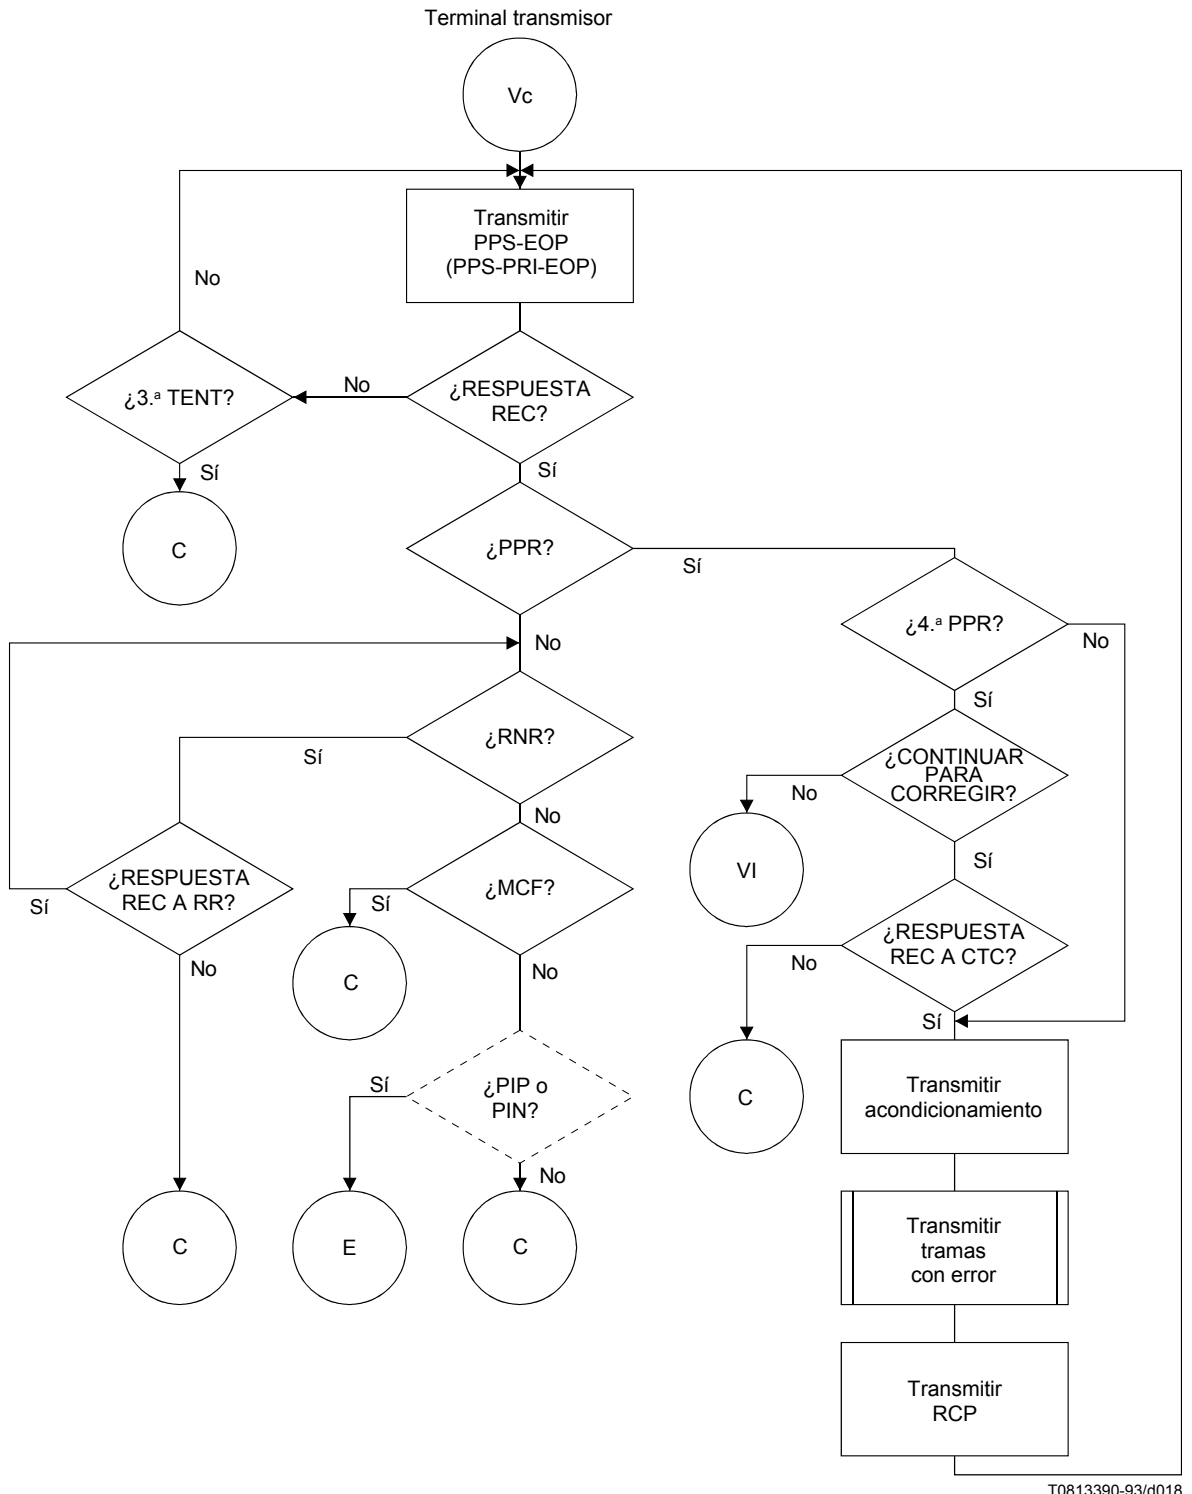 Terminal transmisor
Vc
Transmitir
PPS-EOP
(PPS-PRI-EOP)
No
¿3.ª TENT?
No
¿RESPUESTA
REC?
Sí
Sí
C
¿PPR?
Sí
¿4.ª PPR?
No
No
Sí
¿RNR?
Sí
¿CONTINUAR
PARA
CORREGIR?
No
No
VI
Sí
¿RESPUESTA
REC A RR?
Sí
¿MCF?
Sí
¿RESPUESTA
REC A CTC?
No
No
C
No
Sí
¿PIP o
PIN?
Sí
C
Transmitir
acondicionamiento
No
C
E
C
Transmitir
tramas
con error
Transmitir
RCP
T0813390-93/d018